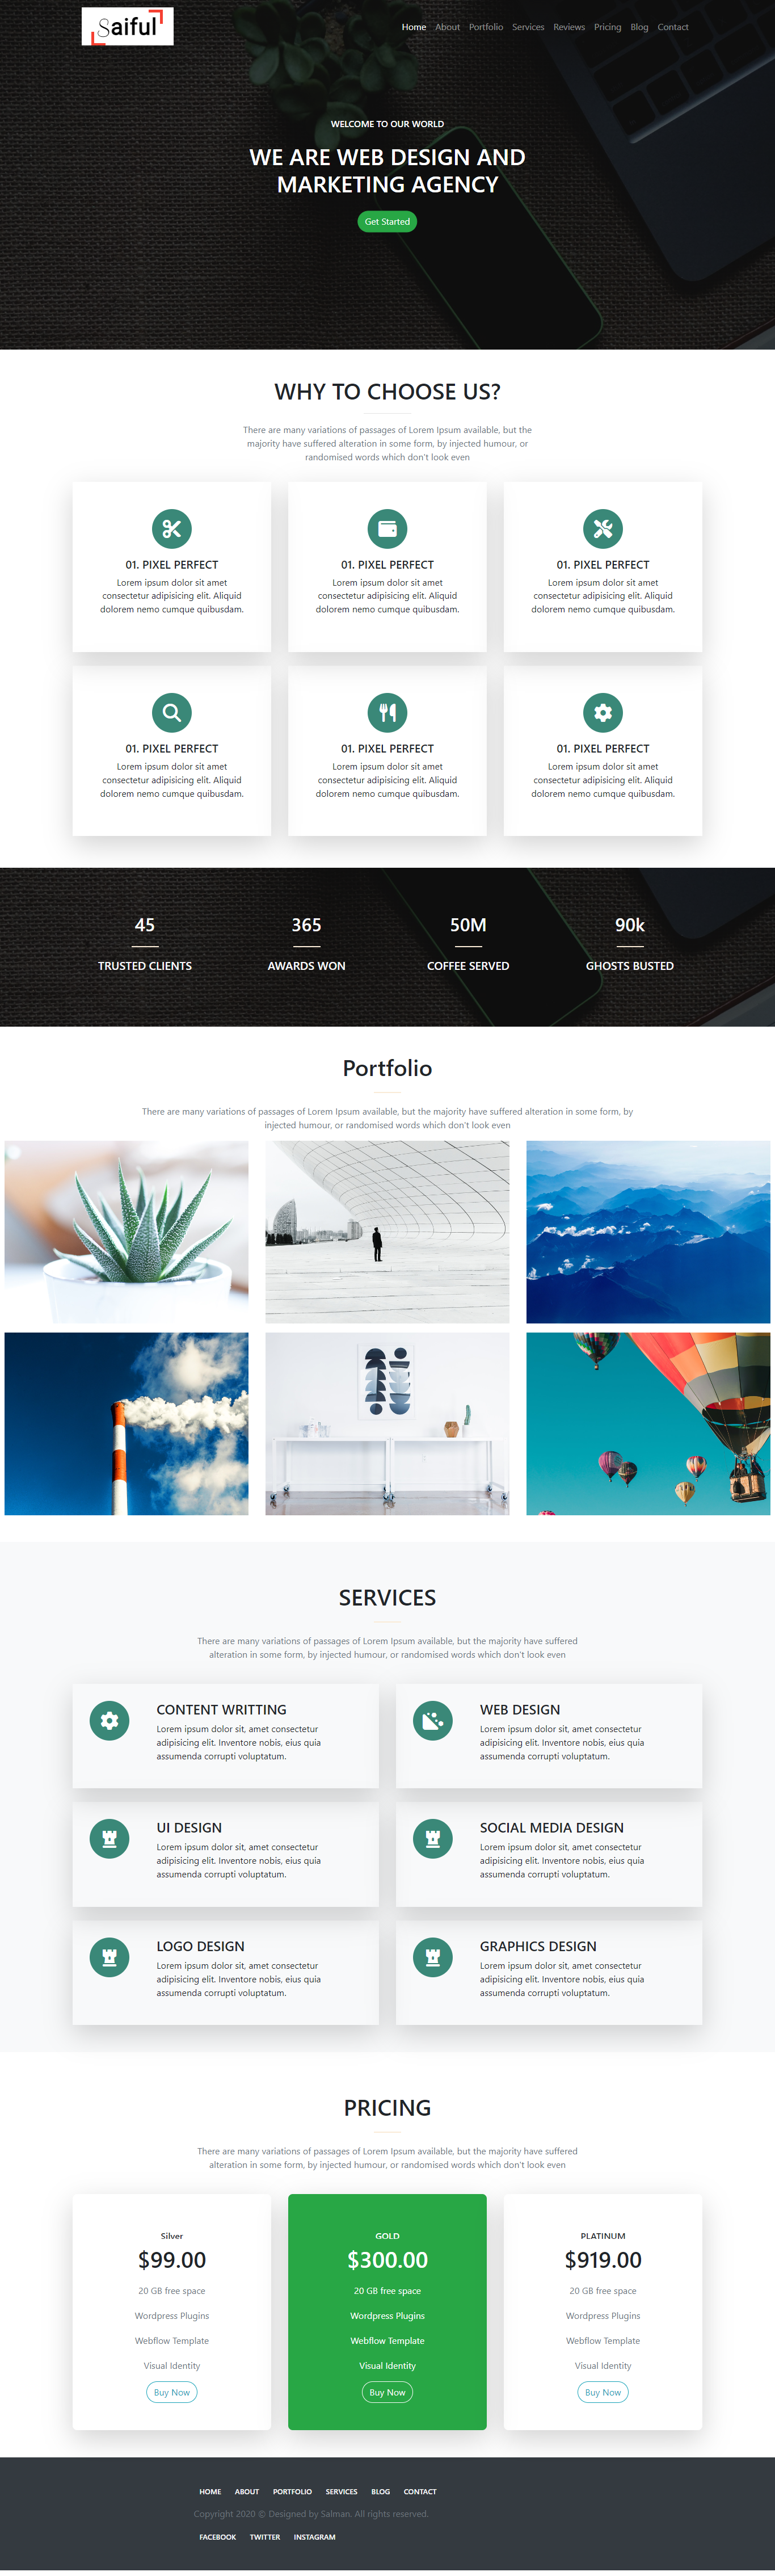 Saiful
Home About Portfolio Services Reviews Pricing Blog Contact
WELCOME TO OUR WORLD
WE ARE WEB DESIGN AND
MARKETING AGENCY
Get Started
WHY TO CHOOSE US?
There are many variations of passages of Lorem Ipsum available, but the
majority have suffered alteration in some form, by injected humour, or
randomised words which don't look even
01. PIXEL PERFECT
Lorem ipsum dolor sit amet
consectetur adipisicing elit. Aliquid
dolorem nemo cumque quibusdam.
01. PIXEL PERFECT
Lorem ipsum dolor sit amet
consectetur adipisicing elit. Aliquid
dolorem nemo cumque quibusdam.
01. PIXEL PERFECT
Lorem ipsum dolor sit amet
consectetur adipisicing elit. Aliquid
dolorem nemo cumque quibusdam.
01. PIXEL PERFECT
Lorem ipsum dolor sit amet
consectetur adipisicing elit. Aliquid
dolorem nemo cumque quibusdam.
01. PIXEL PERFECT
Lorem ipsum dolor sit amet
consectetur adipisicing elit. Aliquid
dolorem nemo cumque quibusdam.
01. PIXEL PERFECT
Lorem ipsum dolor sit amet
consectetur adipisicing elit. Aliquid
dolorem nemo cumque quibusdam.
45
TRUSTED CLIENTS
365
AWARDS WON
50M
COFFEE SERVED
90k
GHOSTS BUSTED
Portfolio
There are many variations of passages of Lorem Ipsum available, but the majority have suffered alteration in some form, by
injected humour, or randomised words which don't look even
SERVICES
There are many variations of passages of Lorem Ipsum available, but the majority have suffered
alteration in some form, by injected humour, or randomised words which don't look even
CONTENT WRITTING
Lorem ipsum dolor sit, amet consectetur
adipisicing elit. Inventore nobis, eius quia
assumenda corrupti voluptatum.
WEB DESIGN
Lorem ipsum dolor sit, amet consectetur
adipisicing elit. Inventore nobis, eius quia
assumenda corrupti voluptatum.
UI DESIGN
Lorem ipsum dolor sit, amet consectetur
adipisicing elit. Inventore nobis, eius quia
assumenda corrupti voluptatum.
SOCIAL MEDIA DESIGN
Lorem ipsum dolor sit, amet consectetur
adipisicing elit. Inventore nobis, eius quia
assumenda corrupti voluptatum.
LOGO DESIGN
Lorem ipsum dolor sit, amet consectetur
adipisicing elit. Inventore nobis, eius quia
assumenda corrupti voluptatum.
GRAPHICS DESIGN
Lorem ipsum dolor sit, amet consectetur
adipisicing elit. Inventore nobis, eius quia
assumenda corrupti voluptatum.
PRICING
There are many variations of passages of Lorem Ipsum available, but the majority have suffered
alteration in some form, by injected humour, or randomised words which don't look even
Silver
$99.00
20 GB free space
Wordpress Plugins
Webflow Template
Visual Identity
Buy Now
GOLD
$300.00
20 GB free space
Wordpress Plugins
Webflow Template
Visual Identity
Buy Now
PLATINUM
$919.00
20 GB free space
Wordpress Plugins
Webflow Template
Visual Identity
Buy Now
HOME ABOUT PORTFOLIO SERVICES BLOG CONTACT
Copyright 2020 © Designed by Salman. All rights reserved.
FACEBOOK TWITTER INSTAGRAM